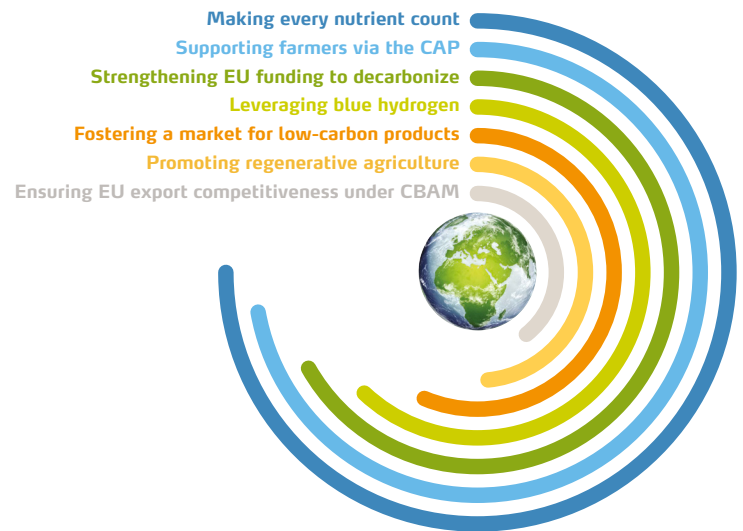 Making every nutrient count
Supporting farmers via the CAP
Strengthening EU funding to decarbonize
Leveraging blue hydrogen
Fostering a market for low-carbon products
Promoting regenerative agriculture
Ensuring EU export competitiveness under CBAM